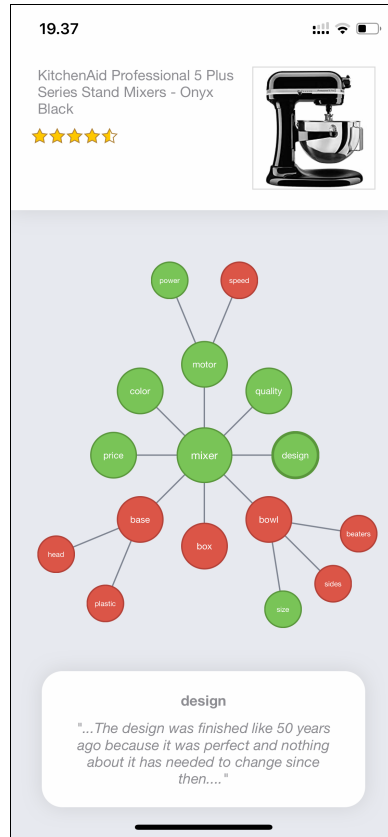 19.37
KitchenAid Professional 5 Plus
Series Stand Mixers - Onyx
Black
power
speed
motor
color
quality
price
mixer
design
base
bowl
box
head
beaters
plastic
sides
size
design
"...The design was finished like 50 years
ago because it was perfect and nothing
about it has needed to change since
then...."